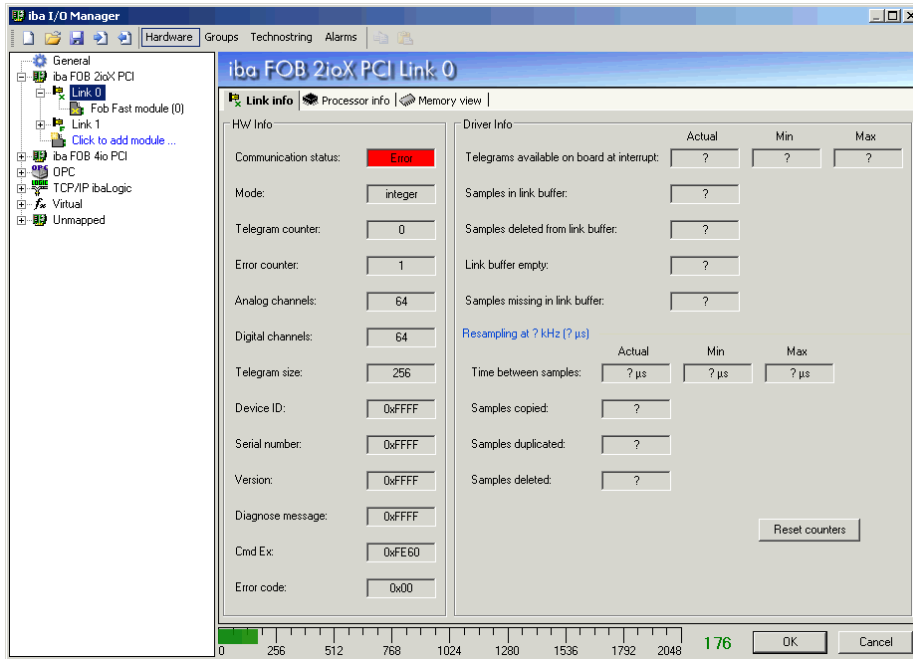 iba I/O Manager
Hardware Groups Technostring Alarms
General
iba FOB 2ioX PCI
Link 0
Fob Fast module (0)
Link 1
Click to add module ...
iba FOB 4io PCI
OPC
TCP/IP ibaLogic
Virtual
Unmapped
iba FOB 2ioX PCI Link 0
Link info Processor info Memory view
HW Info
Communication status: Error
Mode: integer
Telegram counter: 0
Error counter: 1
Analog channels: 64
Digital channels: 64
Telegram size: 256
Device ID: 0xFFFF
Serial number: 0xFFFF
Version: 0xFFFF
Diagnose message: 0xFFFF
Cmd Ex: 0xFE60
Error code: 0x00
Driver Info
Actual Min Max
Telegrams available on board at interrupt: ? ? ?
Samples in link buffer: ?
Samples deleted from link buffer: ?
Link buffer empty: ?
Samples missing in link buffer: ?
Resampling at ? kHz (? µs)
Actual Min Max
Time between samples: ? µs ? µs ? µs
Samples copied: ?
Samples duplicated: ?
Samples deleted: ?
Reset counters
0 256 512 768 1024 1280 1536 1792 2048 176 OK Cancel